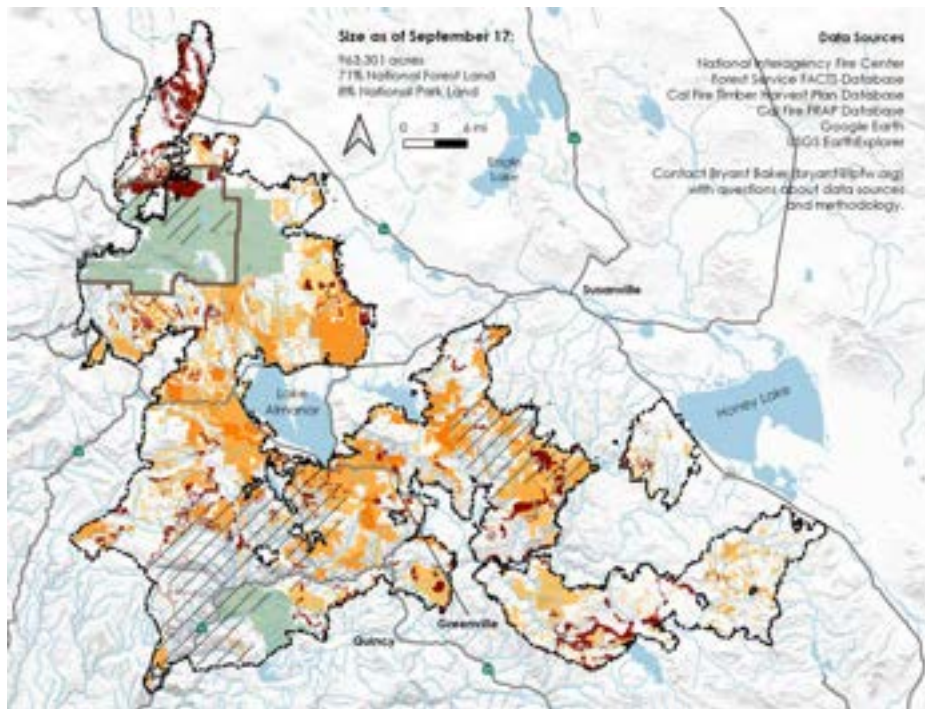 Size as of September 17:
963,301 acres
71% National Forest Land
8% National Park Land
0 3 6 mi
Data Sources
National Interagency Fire Center
Forest Service FACTS Database
Cal Fire Timber Harvest Plan Database
Cal Fire FRAP Database
Google Earth
USGS EarthExplorer
Contact Bryant Baker (bryant@lpfw.org)
with questions about data sources
and methodology.
Eagle
Lake
Susanville
Lake
Almanor
Honey Lake
Greenville
Quincy